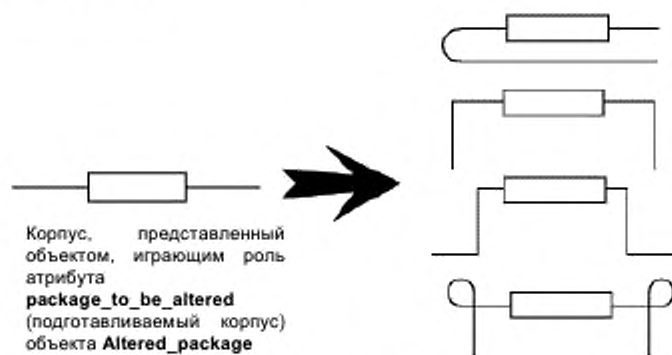 Корпус, представленный
объектом, играющим роль
атрибута
package_to_be_altered
(подготавливаемый корпус)
объекта Altered_package